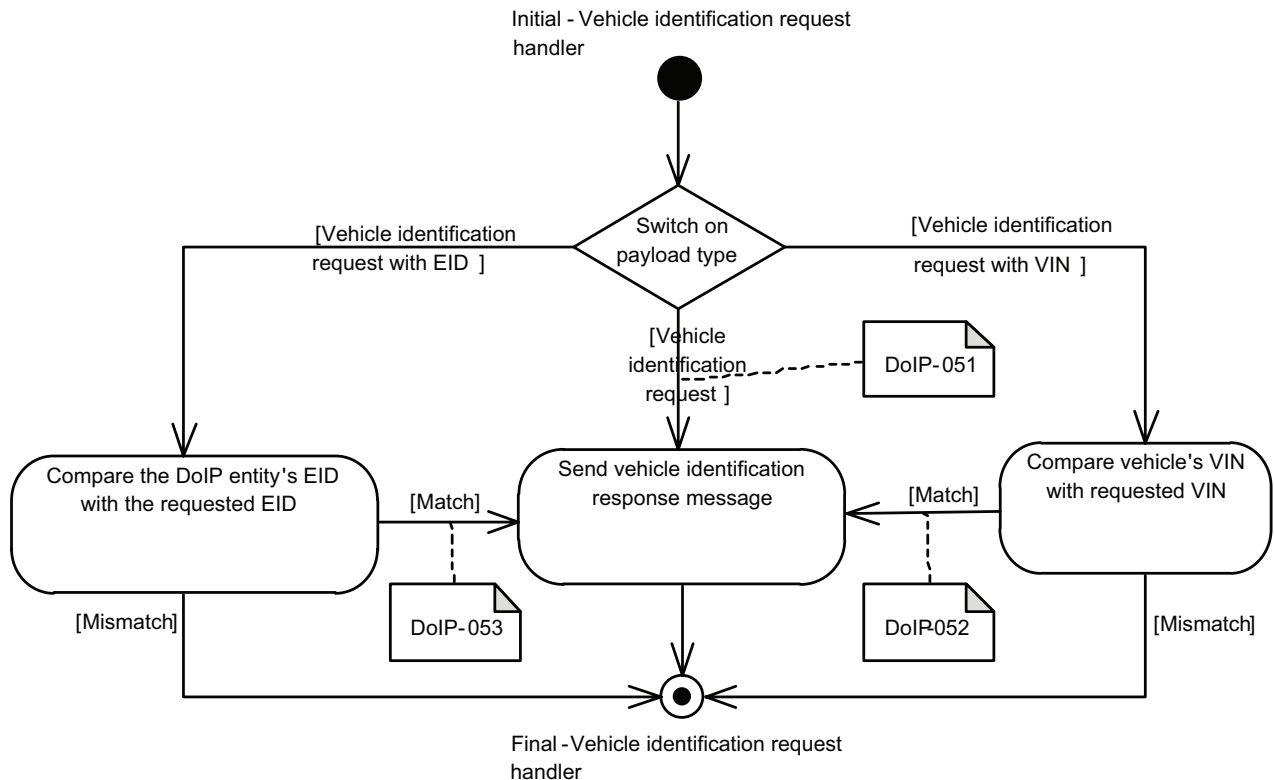 Initial - Vehicle identification request
handler
Switch on
payload type
[Vehicle identification
request with EID ]
[Vehicle identification
request with VIN ]
[Vehicle
identification
request ]
DoIP-051
Compare the DoIP entity's EID
with the requested EID
[Match]
Send vehicle identification
response message
[Match]
Compare vehicle's VIN
with requested VIN
[Mismatch]
DoIP-053
DoIP-052
[Mismatch]
Final - Vehicle identification request
handler